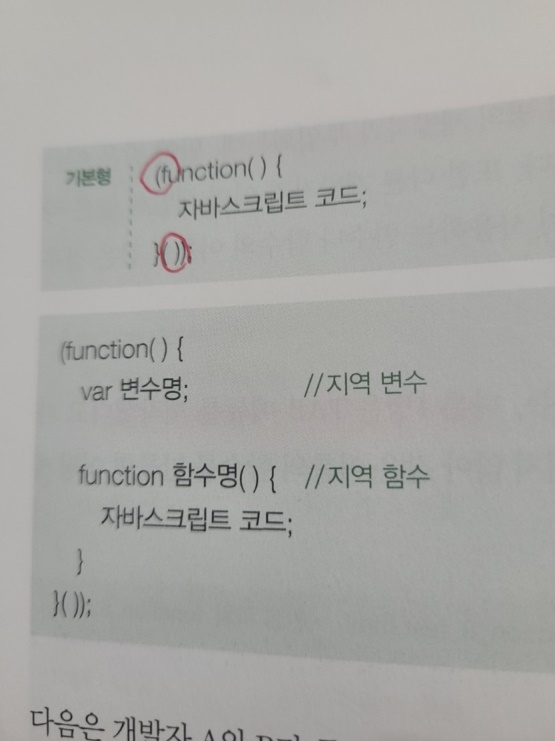 기본형 (function( ) {
자바스크립트 코드;
}( ));
(function( ) {
var 변수명; //지역 변수
function 함수명( ) { //지역 함수
자바스크립트 코드;
}
}( ));
다음은 개발자 A와